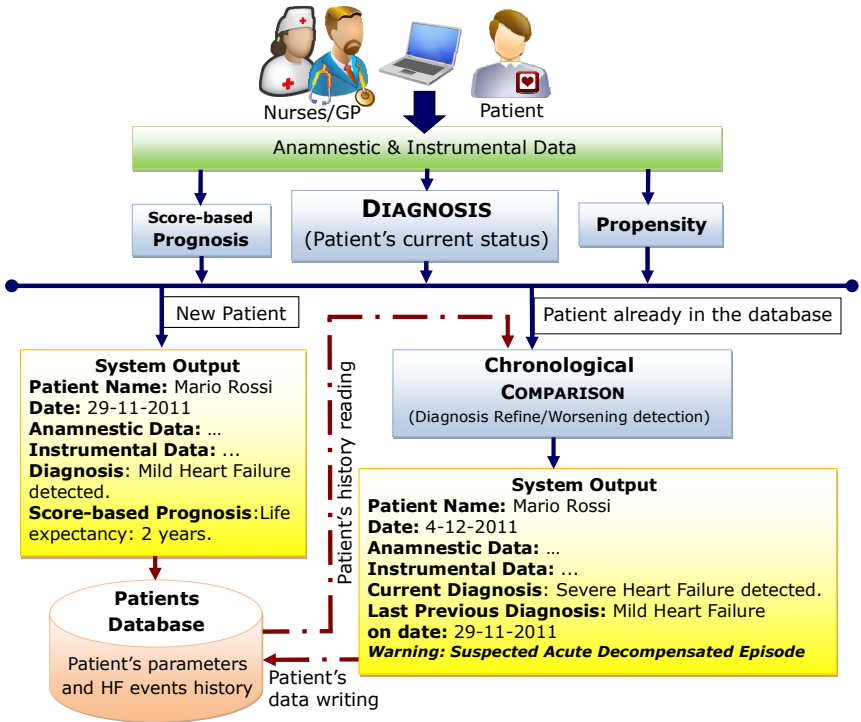 Nurses/GP
Patient
Anamnestic & Instrumental Data
Score-based
Prognosis
DIAGNOSIS
(Patient's current status)
Propensity
New Patient
Patient already in the database
System Output
Patient Name: Mario Rossi
Date: 29-11-2011
Anamnestic Data: ...
Instrumental Data: ...
Diagnosis: Mild Heart Failure
detected.
Score-based Prognosis:Life
expectancy: 2 years.
Patient's history reading
Chronological
COMPARISON
(Diagnosis Refine/Worsening detection)
System Output
Patient Name: Mario Rossi
Date: 4-12-2011
Anamnestic Data: ...
Instrumental Data: ...
Current Diagnosis: Severe Heart Failure detected.
Last Previous Diagnosis: Mild Heart Failure
on date: 29-11-2011
Warning: Suspected Acute Decompensated Episode
Patients
Database
Patient's parameters
and HF events history
Patient's
data writing